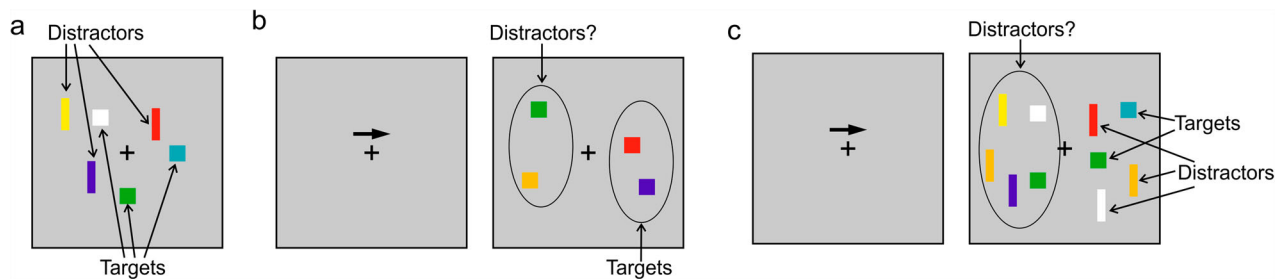 a
Distractors
Targets
b
Distractors?
Targets
c
Distractors?
Targets
Distractors